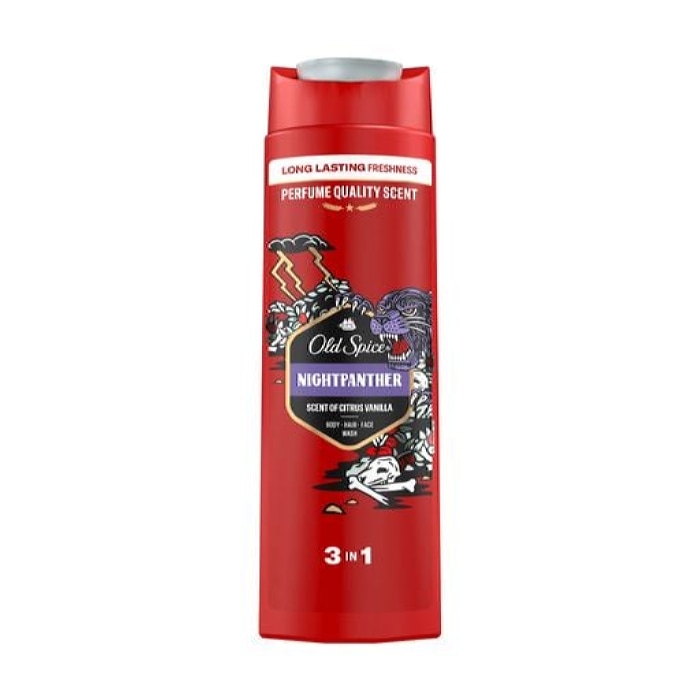 LONG LASTING FRESHNESS
PERFUME QUALITY SCENT
Old Spice
NIGHTPANTHER
SCENT OF CITRUS VANILLA
BODY · HAIR · FACE
WASH
3 IN 1